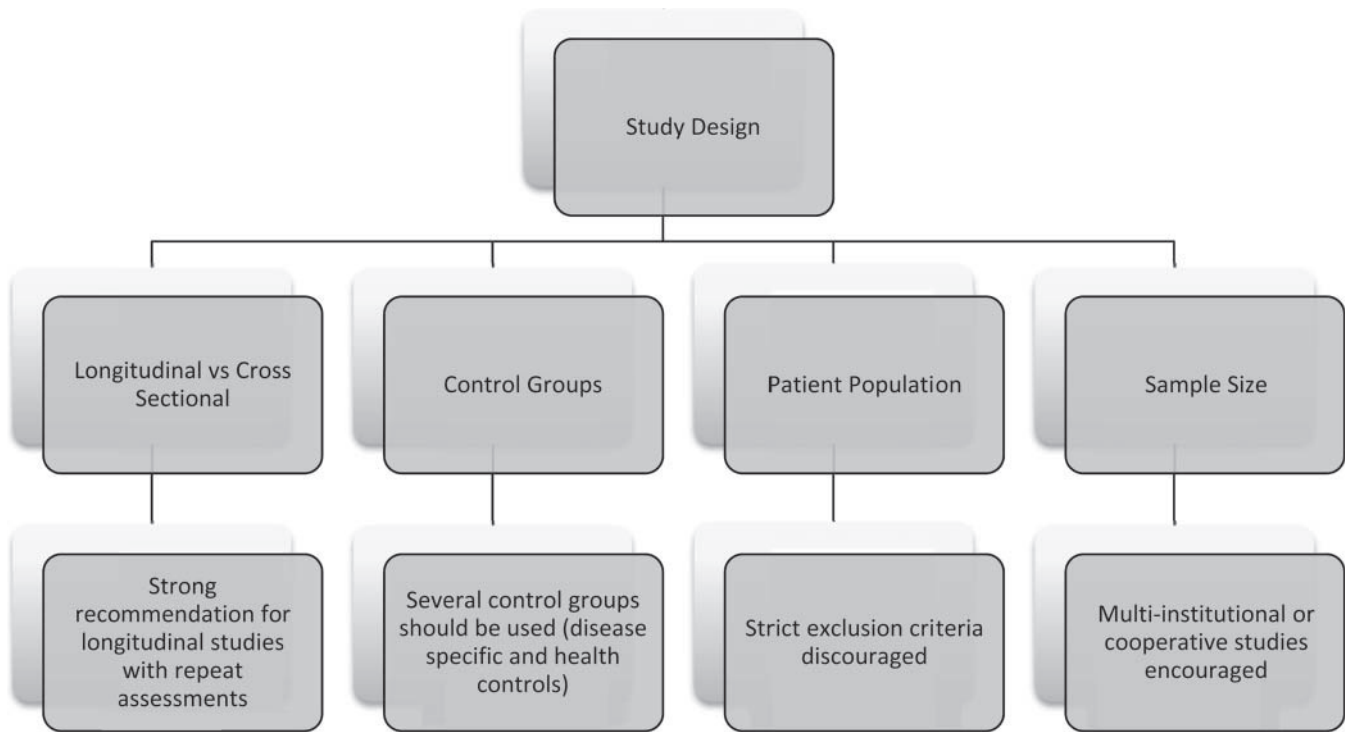 Study Design
Longitudinal vs Cross
Sectional
Control Groups
Patient Population
Sample Size
Strong
recommendation for
longitudinal studies
with repeat
assessments
Several control groups
should be used (disease
specific and health
controls)
Strict exclusion criteria
discouraged
Multi-institutional or
cooperative studies
encouraged